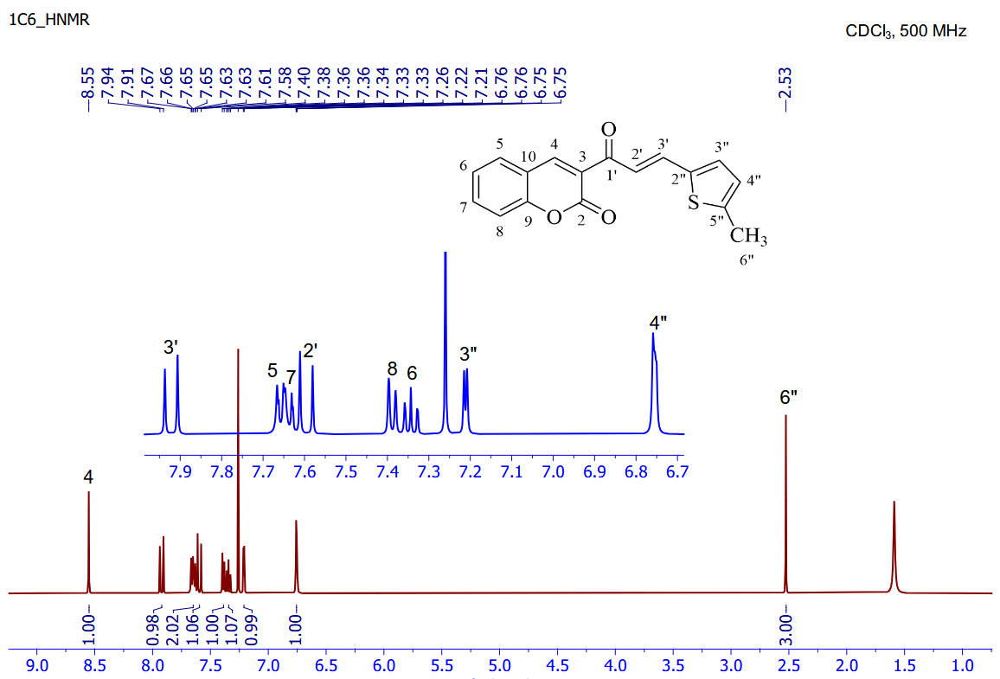 1C6_HNMR
CDCl₃, 500 MHz
8.55 7.94 7.91 7.67 7.66 7.65 7.65 7.63 7.63 7.61 7.58 7.40 7.38 7.36 7.36 7.34 7.33 7.33 7.26 7.22 7.21 6.76 6.76 6.75 6.75 2.53
O
5 4 2' 3' 3"
6 10 3
1' 2" 4"
7 S
9 O 2 O 5"
8 CH₃
6"
3' 5 7 2' 8 6 3" 4"
7.9 7.8 7.7 7.6 7.5 7.4 7.3 7.2 7.1 7.0 6.9 6.8 6.7
4 6"
1.00 0.98 2.02 1.06 1.00 1.07 0.99 1.00 3.00
9.0 8.5 8.0 7.5 7.0 6.5 6.0 5.5 5.0 4.5 4.0 3.5 3.0 2.5 2.0 1.5 1.0